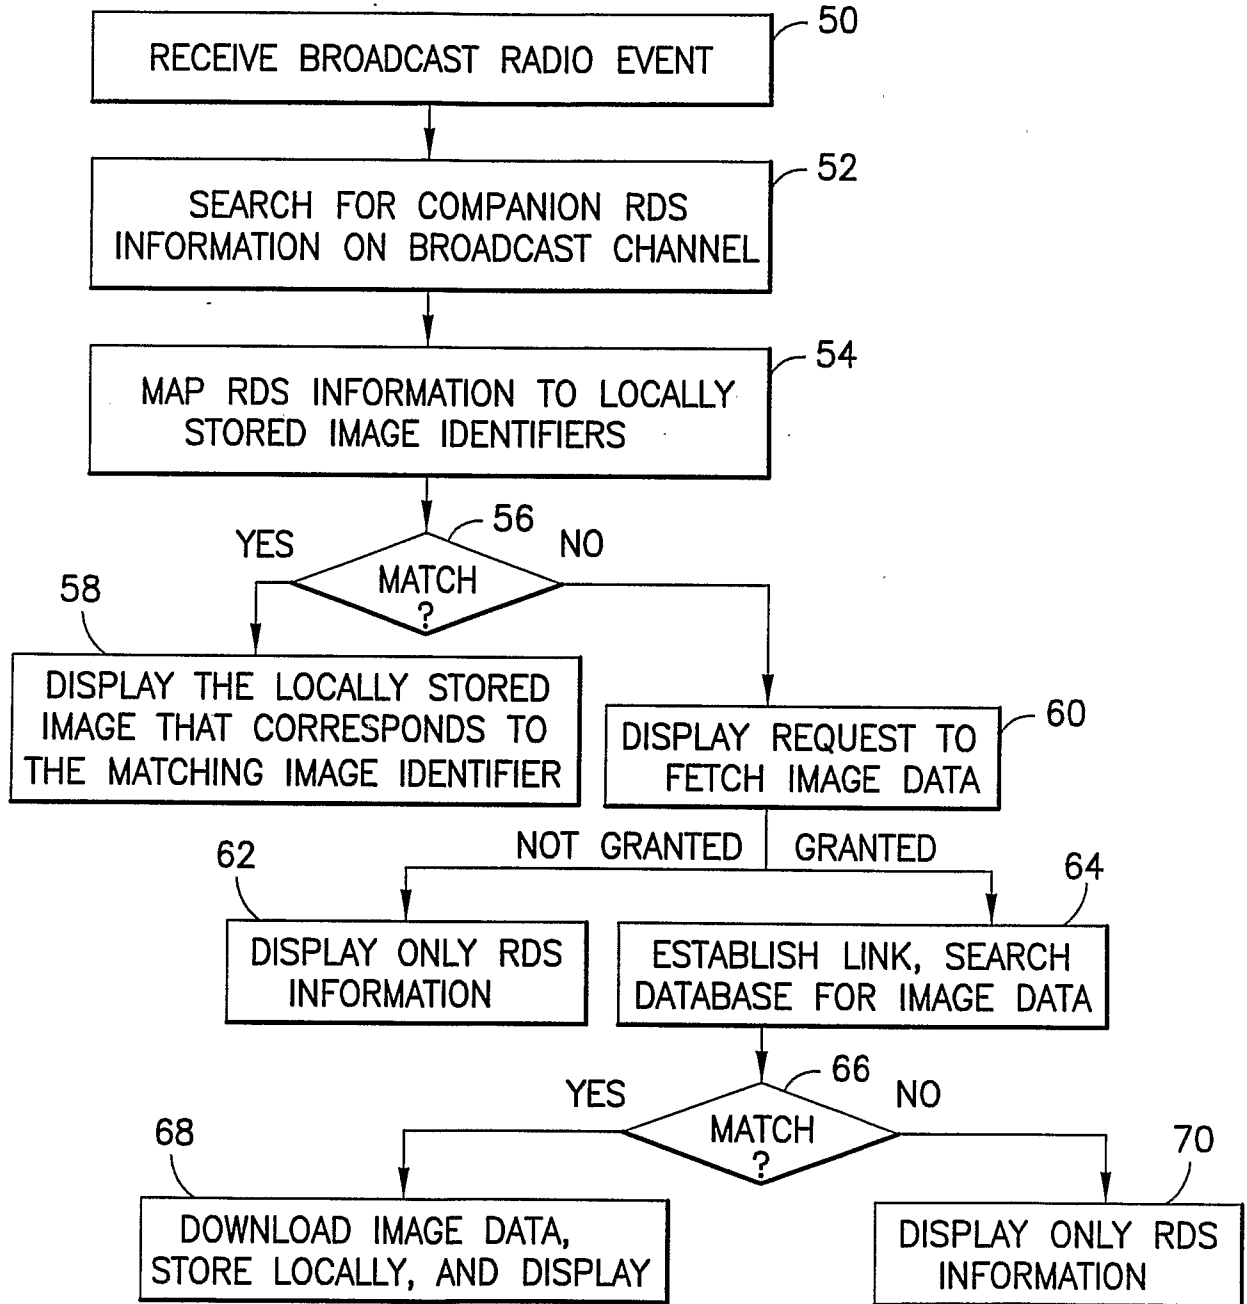 50
RECEIVE BROADCAST RADIO EVENT
52
SEARCH FOR COMPANION RDS
INFORMATION ON BROADCAST CHANNEL
54
MAP RDS INFORMATION TO LOCALLY
STORED IMAGE IDENTIFIERS
56
YES
NO
MATCH
?
58
DISPLAY THE LOCALLY STORED
IMAGE THAT CORRESPONDS TO
THE MATCHING IMAGE IDENTIFIER
60
DISPLAY REQUEST TO
FETCH IMAGE DATA
NOT GRANTED
GRANTED
62
DISPLAY ONLY RDS
INFORMATION
64
ESTABLISH LINK, SEARCH
DATABASE FOR IMAGE DATA
66
YES
NO
MATCH
?
68
DOWNLOAD IMAGE DATA,
STORE LOCALLY, AND DISPLAY
70
DISPLAY ONLY RDS
INFORMATION